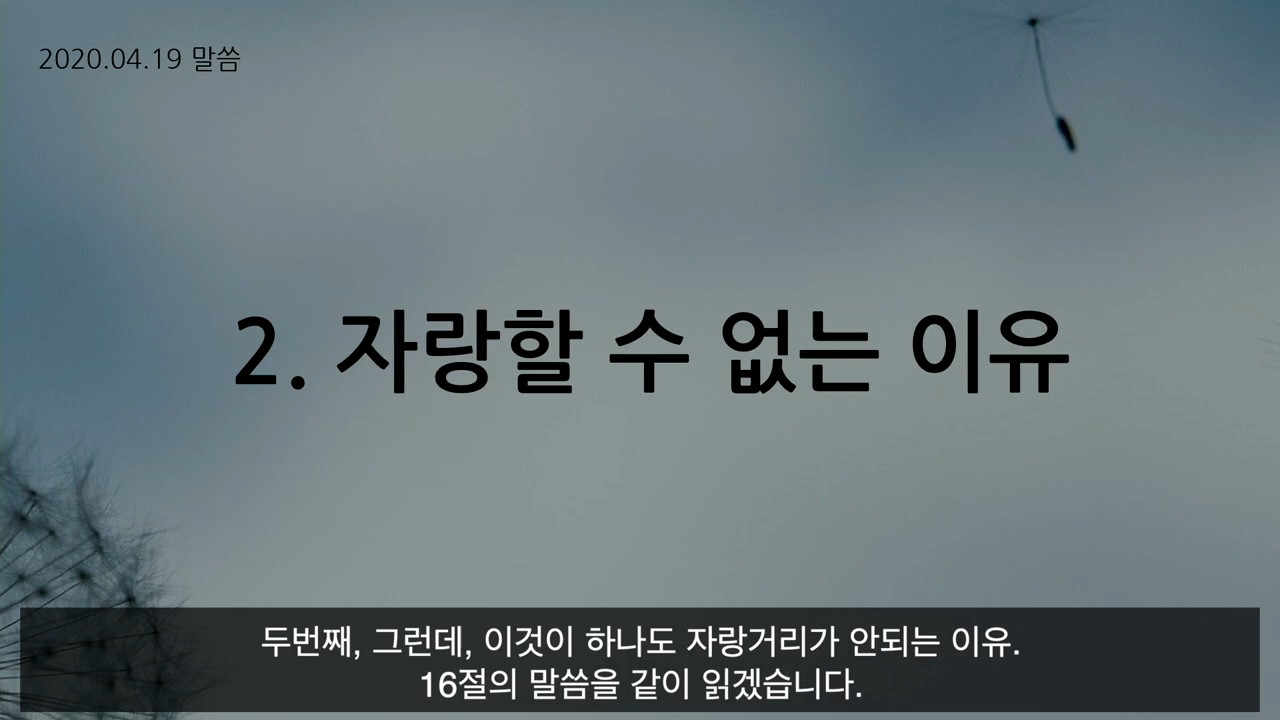 2020.04.19 말씀
2. 자랑할 수 없는 이유
두번째, 그런데, 이것이 하나도 자랑거리가 안되는 이유.
16절의 말씀을 같이 읽겠습니다.